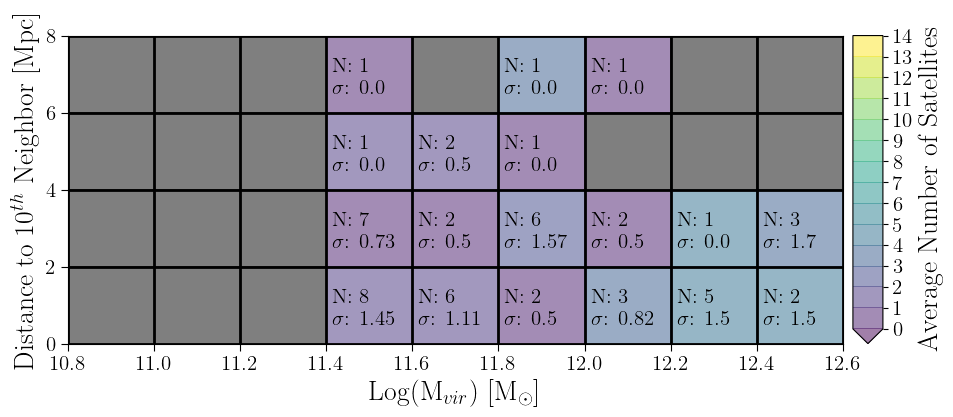 Distance to 10th Neighbor [Mpc]
8
6
4
2
0
N: 1
σ: 0.0
N: 1
σ: 0.0
N: 1
σ: 0.0
N: 1
σ: 0.0
N: 2
σ: 0.5
N: 1
σ: 0.0
N: 7
σ: 0.73
N: 2
σ: 0.5
N: 6
σ: 1.57
N: 2
σ: 0.5
N: 1
σ: 0.0
N: 3
σ: 1.7
N: 8
σ: 1.45
N: 6
σ: 1.11
N: 2
σ: 0.5
N: 3
σ: 0.82
N: 5
σ: 1.5
N: 2
σ: 1.5
10.8 11.0 11.2 11.4 11.6 11.8 12.0 12.2 12.4 12.6
Log(Mvir) [M⊙]
14
13
12
11
10
9
8
7
6
5
4
3
2
1
0
Average Number of Satellites